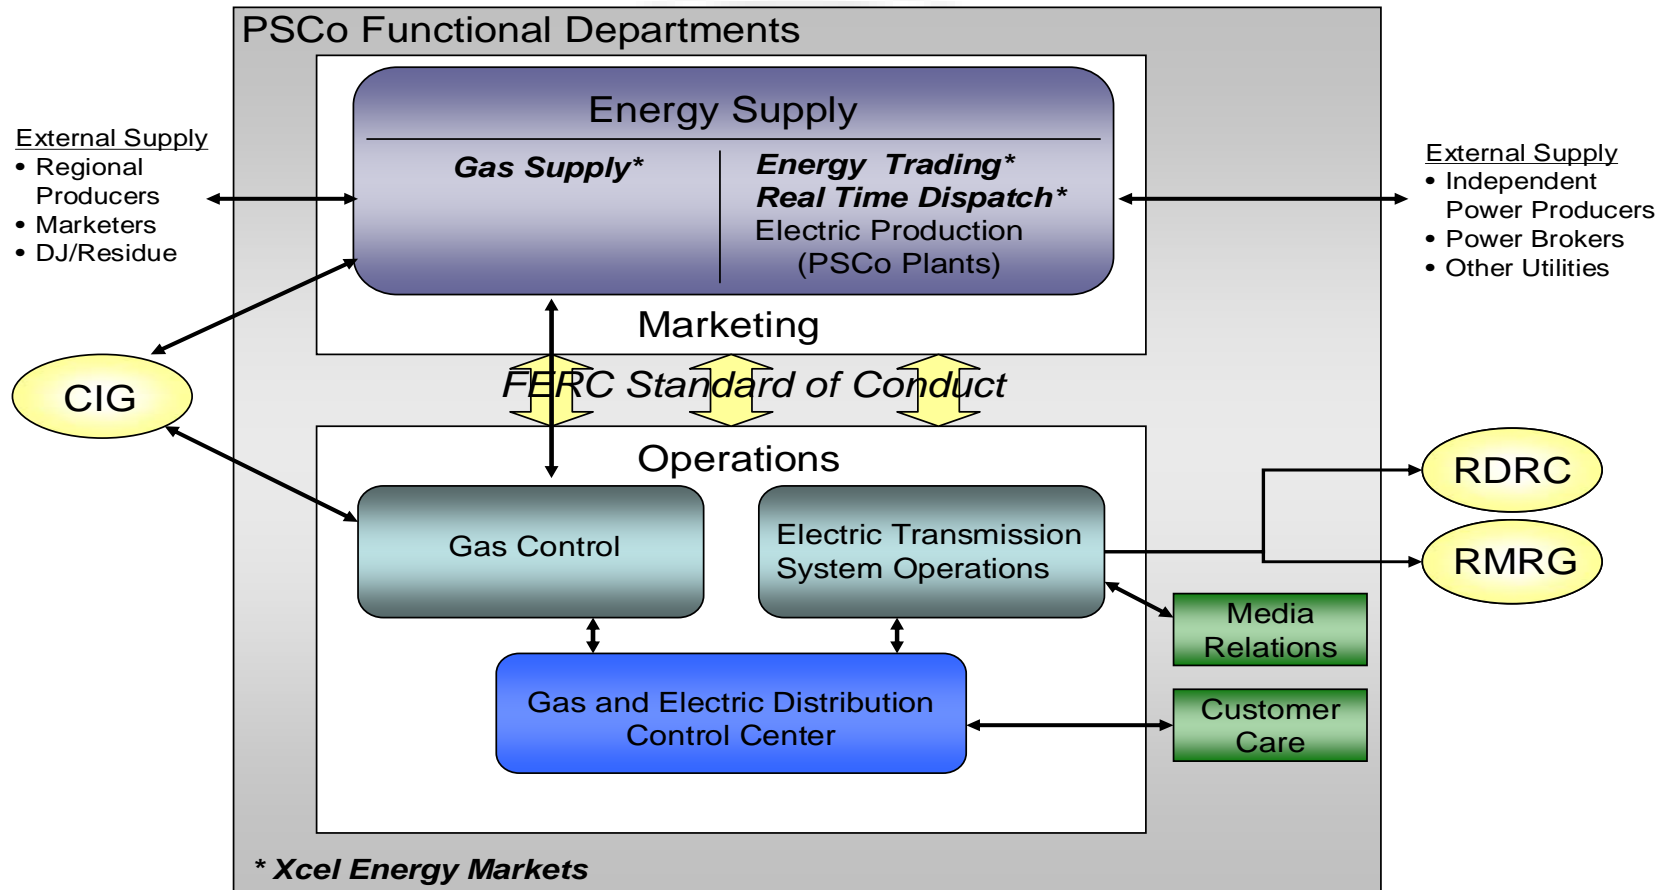 PSCo Functional Departments
Energy Supply
Gas Supply*
Energy Trading*
Real Time Dispatch*
Electric Production
(PSCo Plants)
Marketing
External Supply
• Regional
Producers
• Marketers
• DJ/Residue
External Supply
• Independent
Power Producers
• Power Brokers
• Other Utilities
CIG
FERC Standard of Conduct
Operations
Gas Control
Electric Transmission
System Operations
RDRC
RMRG
Media
Relations
Gas and Electric Distribution
Control Center
Customer
Care
* Xcel Energy Markets